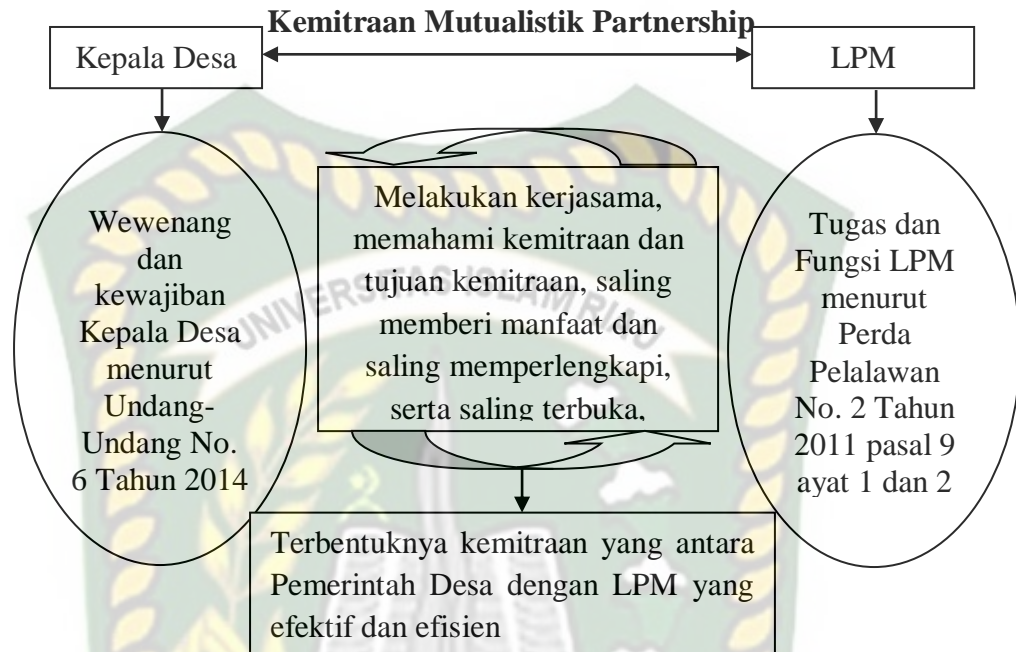 Kemitraan Mutualistik Partnership
Kepala Desa
LPM
Wewenang
dan
kewajiban
Kepala Desa
menurut
Undang-
Undang No.
6 Tahun 2014
Melakukan kerjasama,
memahami kemitraan dan
tujuan kemitraan, saling
memberi manfaat dan
saling memperlengkapi,
serta saling terbuka,
Tugas dan
Fungsi LPM
menurut
Perda
Pelalawan
No. 2 Tahun
2011 pasal 9
ayat 1 dan 2
Terbentuknya kemitraan yang antara
Pemerintah Desa dengan LPM yang
efektif dan efisien
UNIVERSITAS ISLAM RIAU